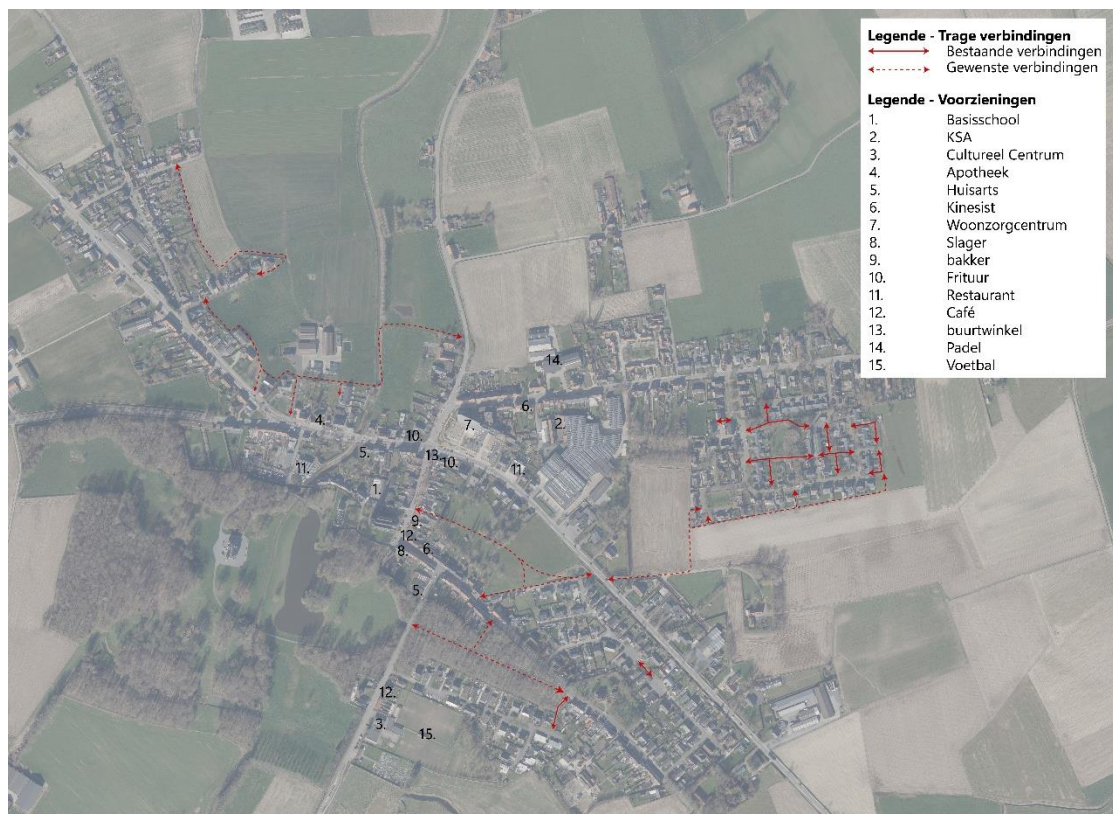 Legende - Trage verbindingen
Bestaande verbindingen
Gewenste verbindingen
Legende - Voorzieningen
1. Basisschool
2. KSA
3. Cultureel Centrum
4. Apotheek
5. Huisarts
6. Kinesist
7. Woonzorgcentrum
8. Slager
9. bakker
10. Frituur
11. Restaurant
12. Café
13. buurtwinkel
14. Padel
15. Voetbal
14.
6.
4.
7.
2.
10.
5.
13.
10.
11.
11.
1.
9.
12.
8.
6.
5.
12.
3.
15.